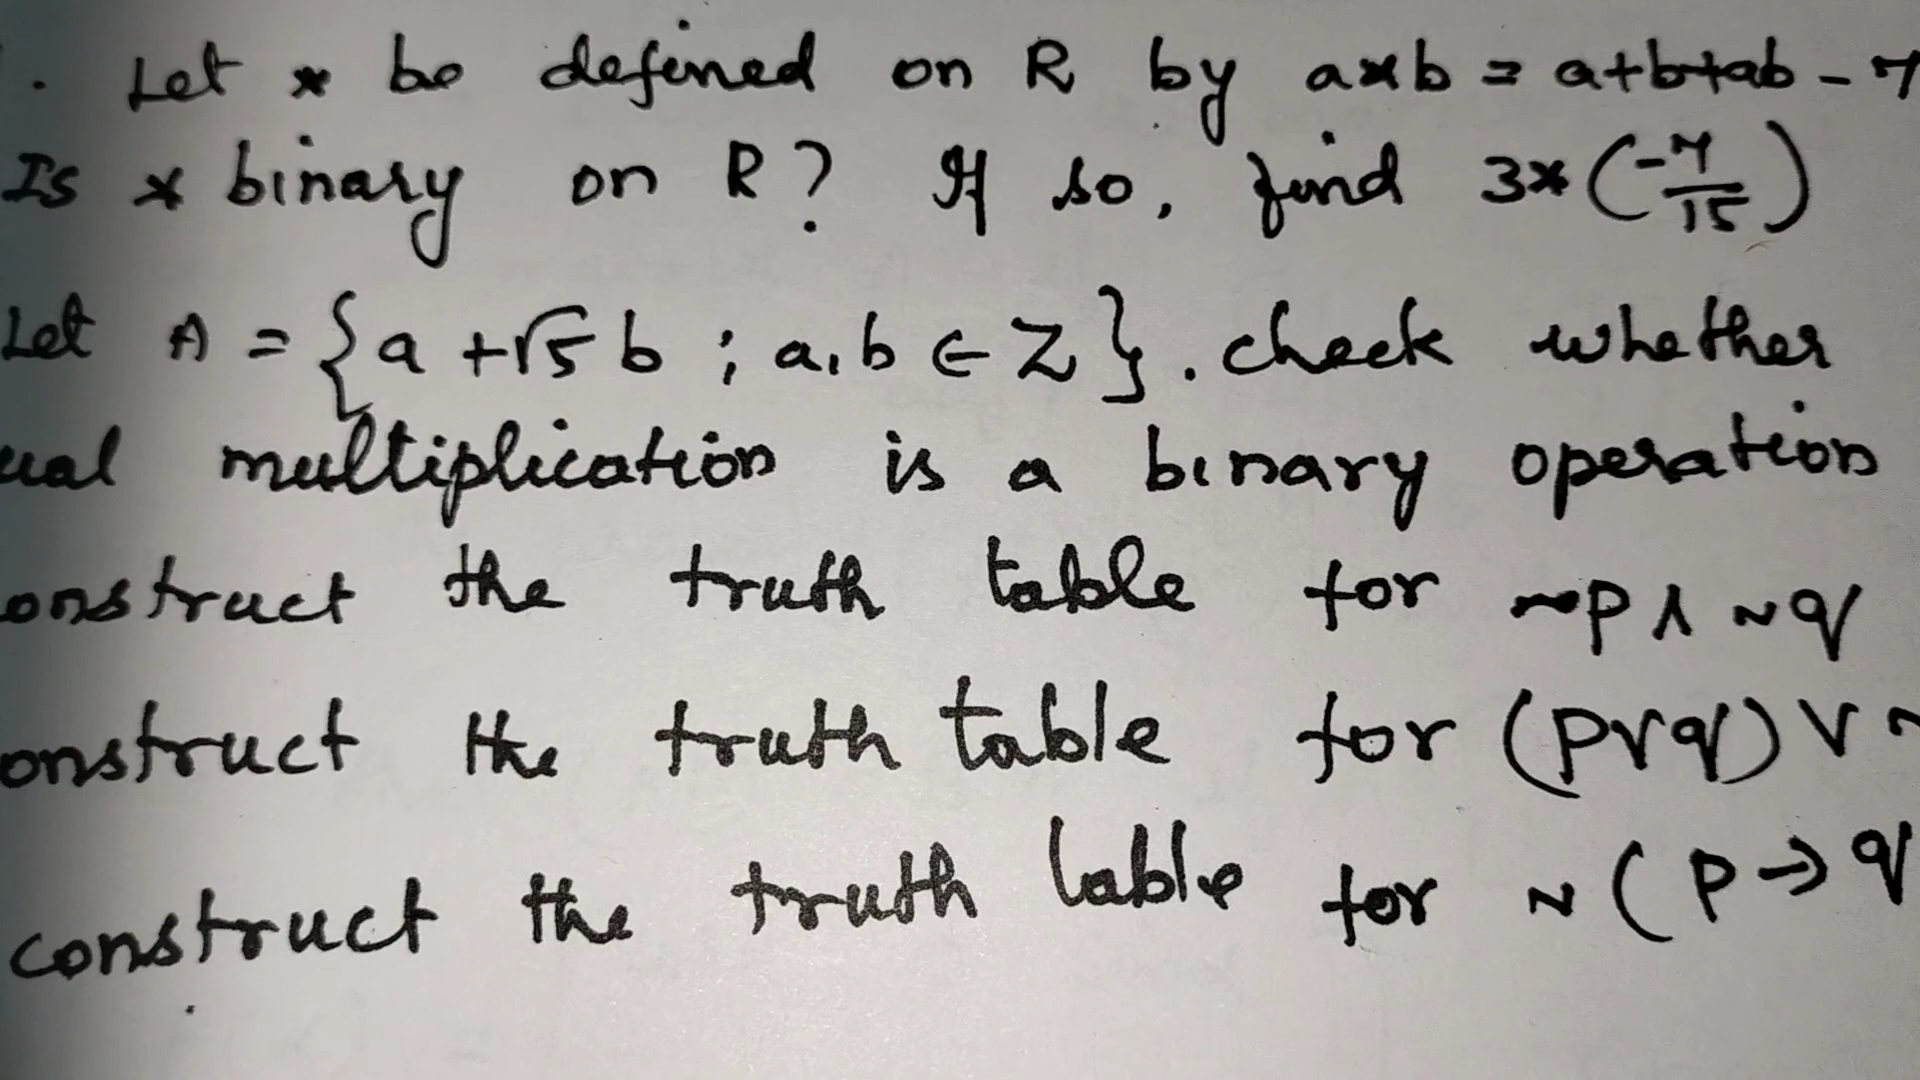 . Let * be defined on R by a*b = a+b+ab - 7
Is * binary on R? If so, find 3*(-7/15)
Let A = {a +√5 b ; a, b ∈ Z}. check whether
ual multiplication is a binary operation
onstruct the truth table for ~p ∧ ~q
onstruct the truth table for (p∨q) ∨ ~
construct the truth table for ~ (p → q